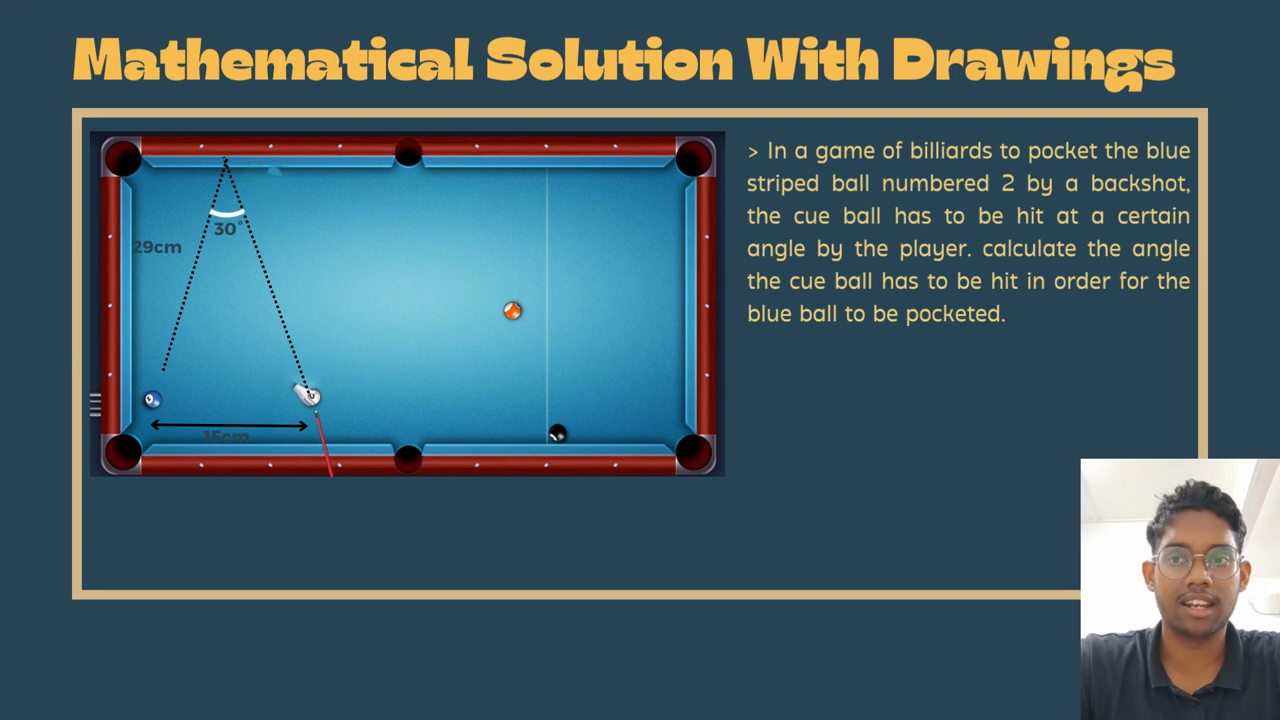 Mathematical Solution With Drawings
> In a game of billiards to pocket the blue
striped ball numbered 2 by a backshot,
the cue ball has to be hit at a certain
angle by the player. calculate the angle
the cue ball has to be hit in order for the
blue ball to be pocketed.
30°
29cm
15cm